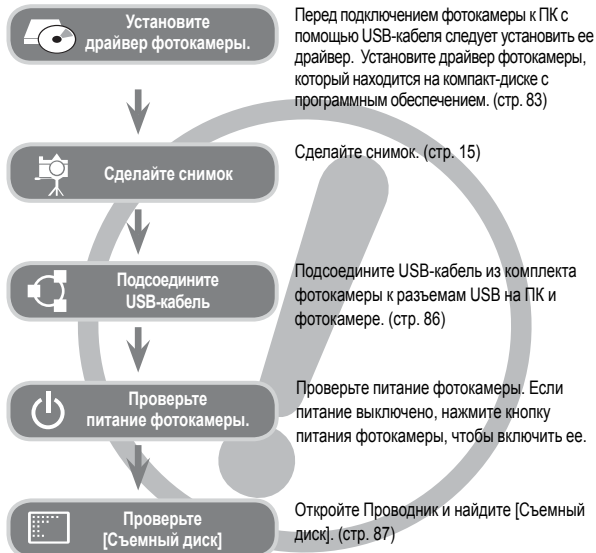 Установите
драйвер фотокамеры.
Перед подключением фотокамеры к ПК с
помощью USB-кабеля следует установить ее
драйвер. Установите драйвер фотокамеры,
который находится на компакт-диске с
программным обеспечением. (стр. 83)
Сделайте снимок
Сделайте снимок. (стр. 15)
Подсоедините
USB-кабель
Подсоедините USB-кабель из комплекта
фотокамеры к разъемам USB на ПК и
фотокамере. (стр. 86)
Проверьте
питание фотокамеры.
Проверьте питание фотокамеры. Если
питание выключено, нажмите кнопку
питания фотокамеры, чтобы включить ее.
Проверьте
[Съемный диск]
Откройте Проводник и найдите [Съемный
диск]. (стр. 87)